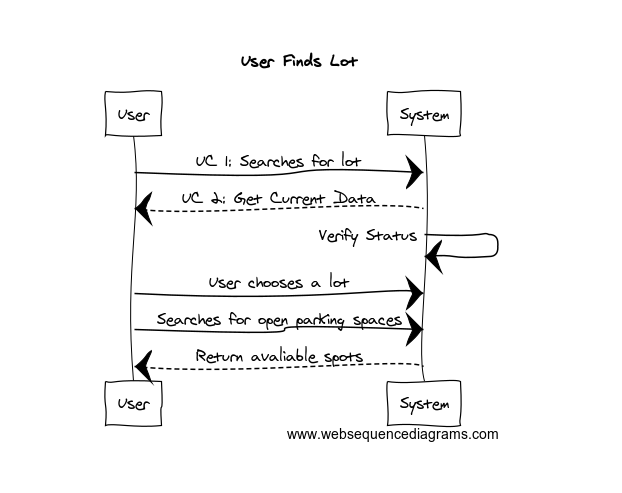 User Finds Lot
User
System
UC 1: Searches for lot
UC 2: Get Current Data
Verify Status
User chooses a lot
Searches for open parking spaces
Return avaliable spots
User
System
www.websequencediagrams.com